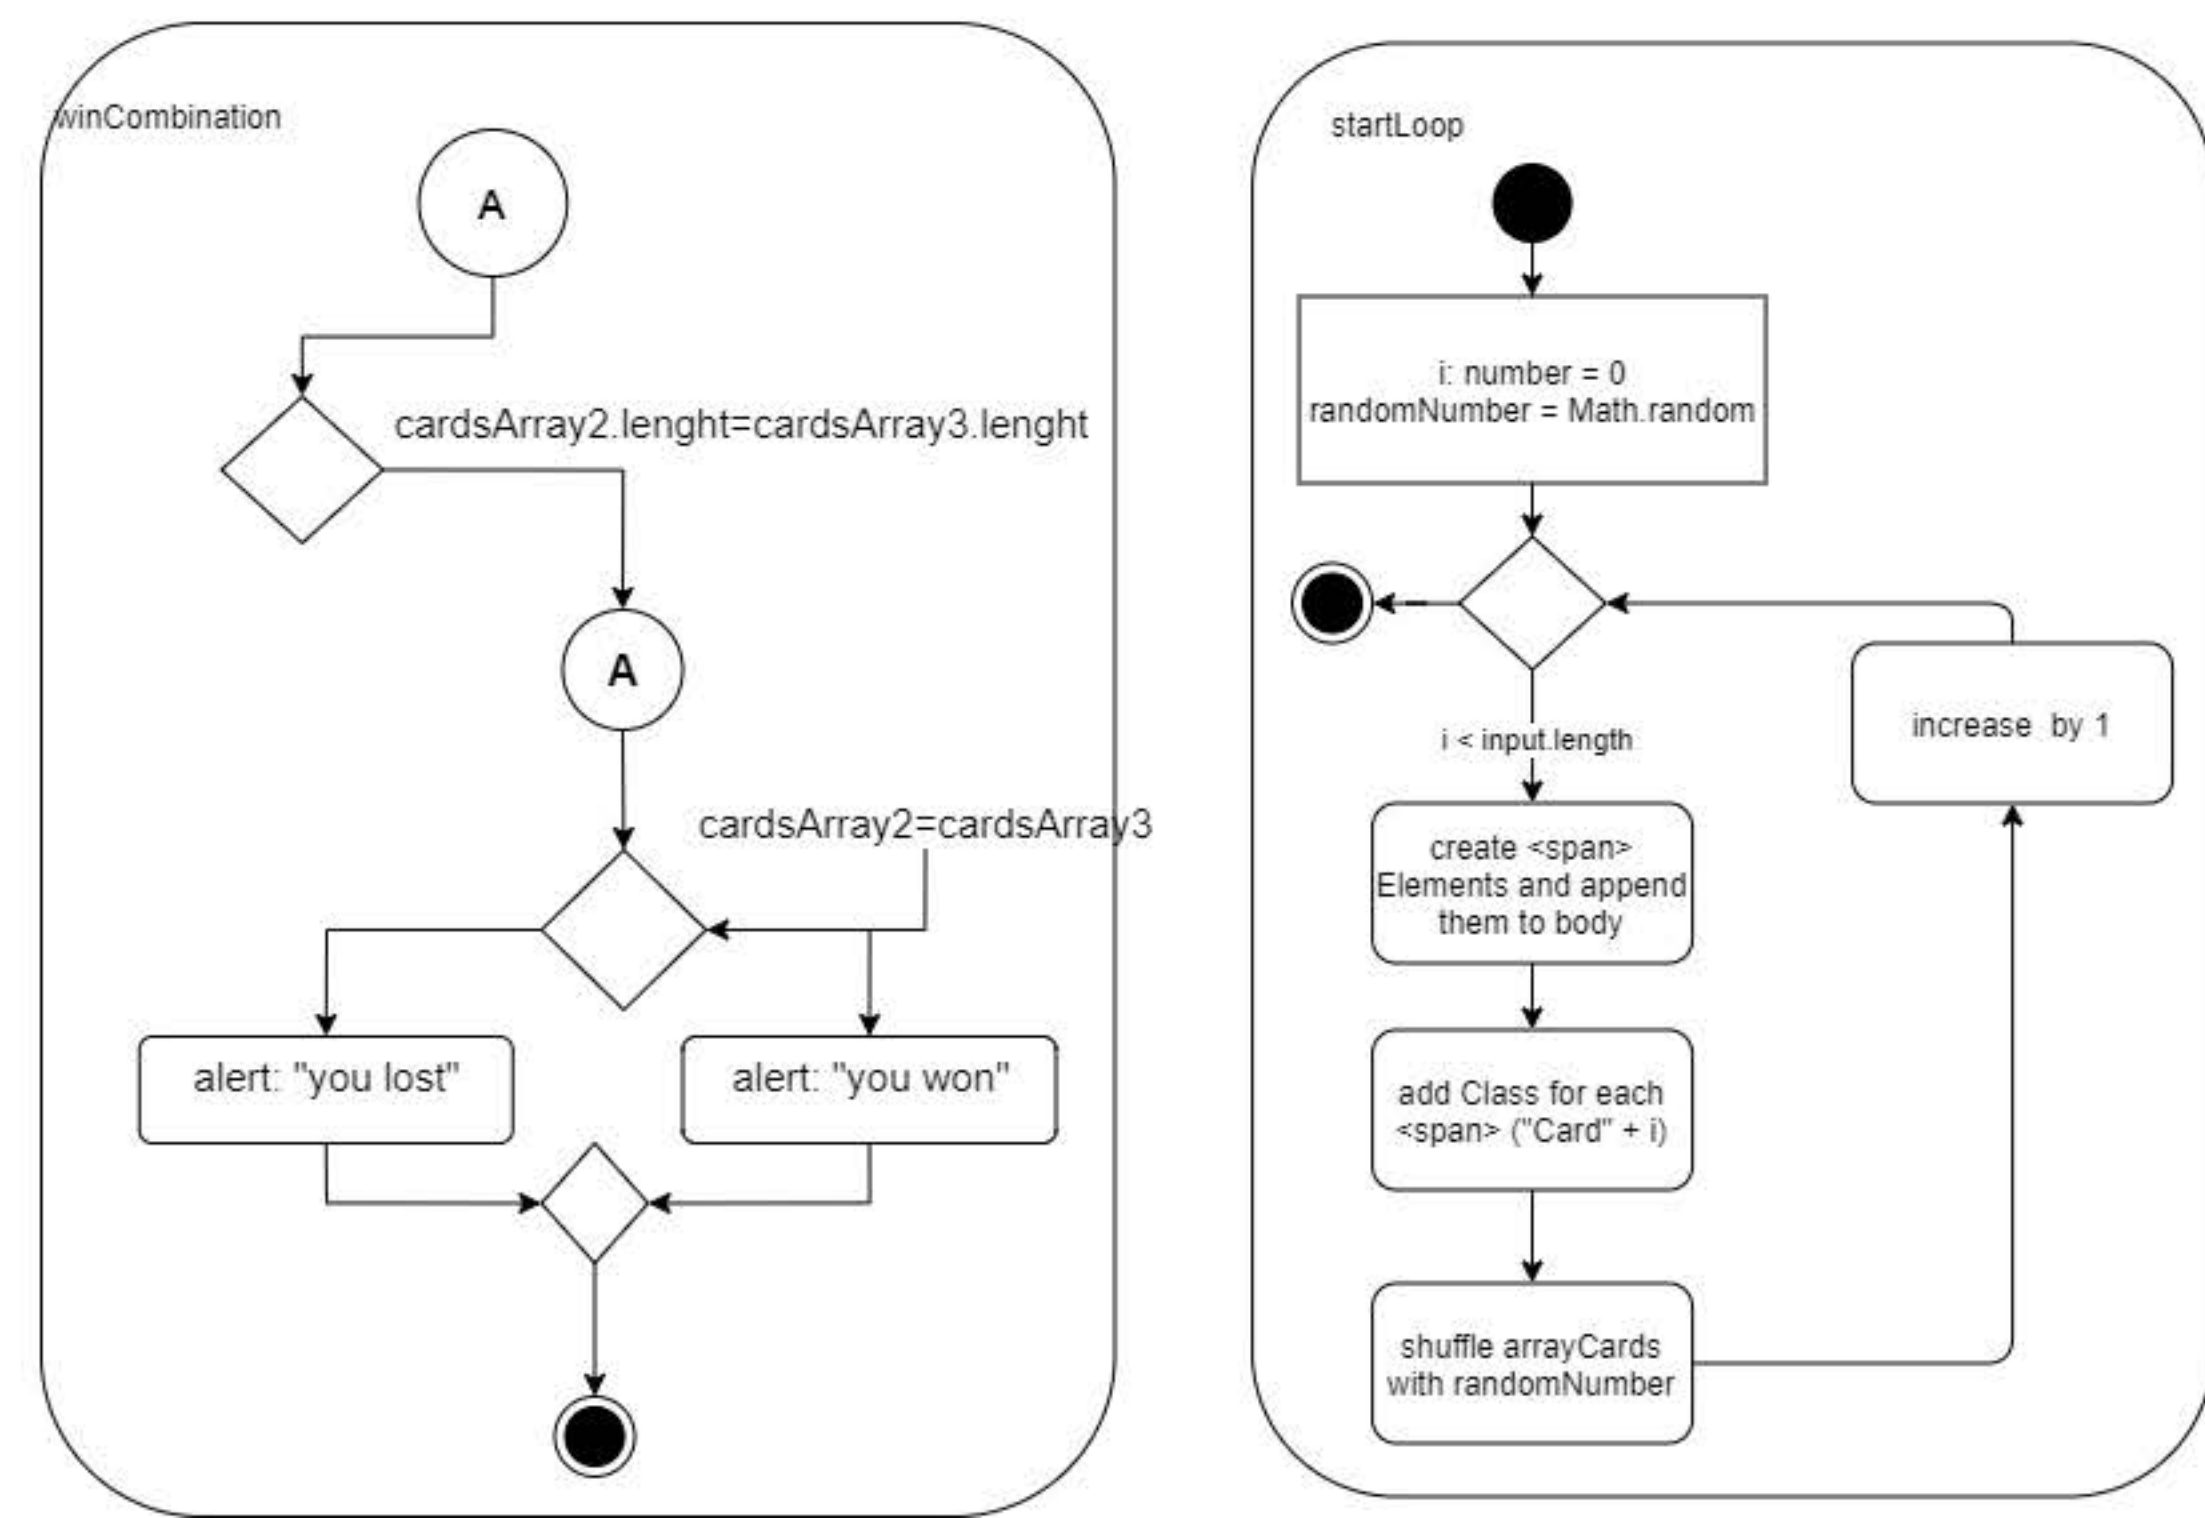 winCombination
A
cardsArray2.lenght=cardsArray3.lenght
A
cardsArray2=cardsArray3
alert: "you lost"
alert: "you won"
startLoop
i: number = 0
randomNumber = Math.random
i < input.length
increase by 1
create <span>
Elements and append
them to body
add Class for each
<span> ("Card" + i)
shuffle arrayCards
with randomNumber